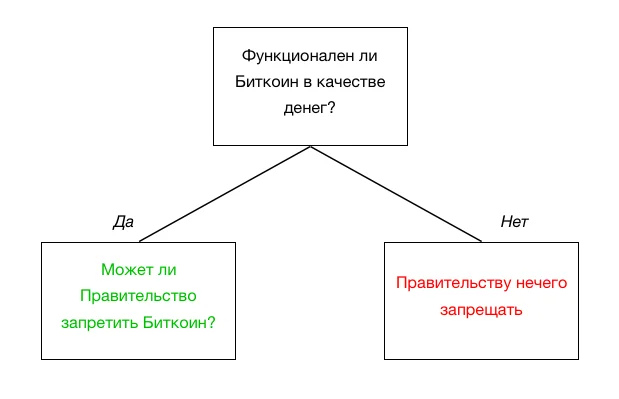 Функционален ли
Биткоин в качестве
денег?
Да
Нет
Может ли
Правительство
запретить Биткоин?
Правительству нечего
запрещать